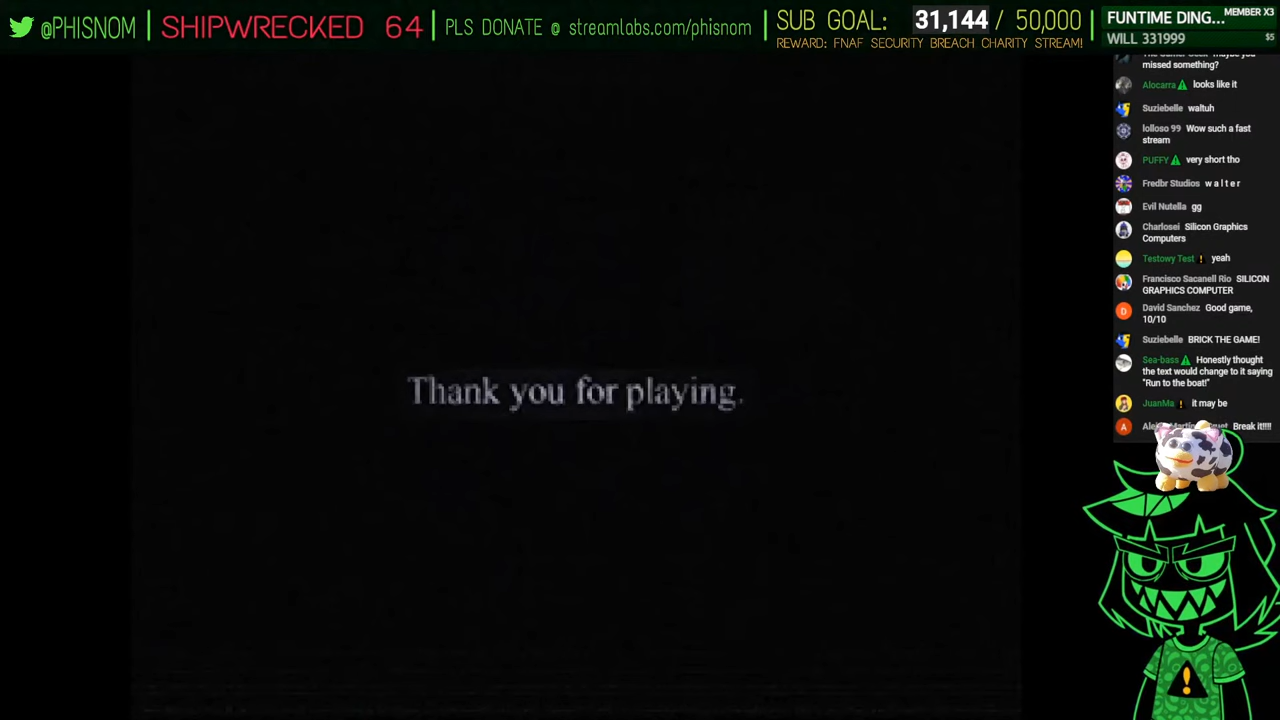 @PHISNOM
SHIPWRECKED 64
PLS DONATE @ streamlabs.com/phisnom
SUB GOAL: 31,144 / 50,000
REWARD: FNAF SECURITY BREACH CHARITY STREAM!
FUNTIME DING... MEMBER X3
WILL 331999 $5
missed something?
Alocarra looks like it
Suziebelle waltuh
lolloso 99 Wow such a fast
stream
PUFFY very short tho
Fredbr Studios w a l t e r
Evil Nutella gg
Charlosei Silicon Graphics
Computers
Testowy Test yeah
Francisco Sacanell Rio SILICON
GRAPHICS COMPUTER
David Sanchez Good game,
10/10
Suziebelle BRICK THE GAME!
Sea-bass Honestly thought
the text would change to it saying
"Run to the boat!"
JuanMa it may be
Break it!!!!
Thank you for playing.